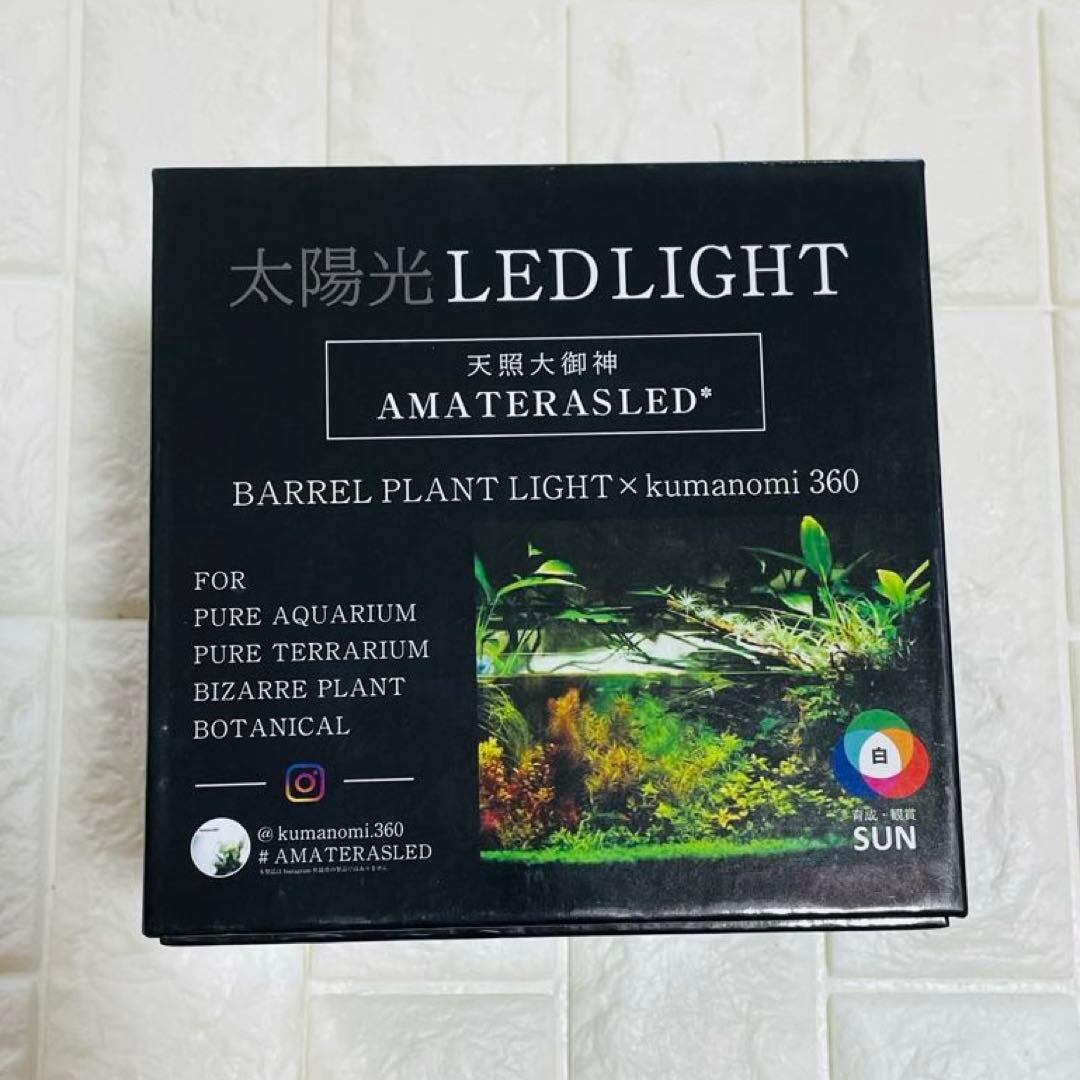 太陽光 LED LIGHT
天照大御神
AMATERASLED*
BARREL PLANT LIGHT×kumanomi 360
FOR
PURE AQUARIUM
PURE TERRARIUM
BIZARRE PLANT
BOTANICAL
白
育成・観賞
SUN
@ kumanomi.360
# AMATERASLED